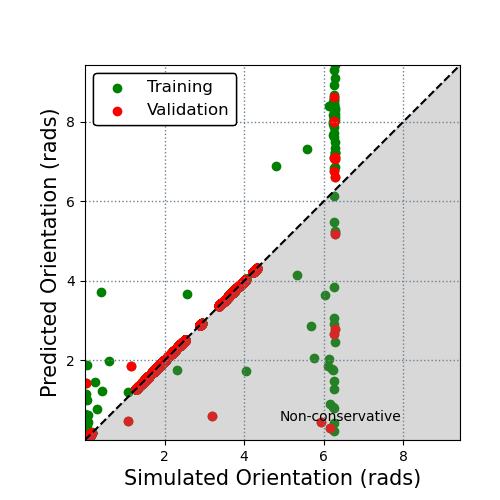 Training
Validation
Predicted Orientation (rads)
8
6
4
2
Non-conservative
2
4
6
8
Simulated Orientation (rads)